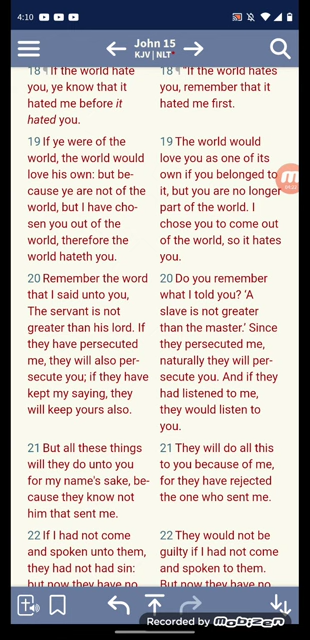 4:10
John 15
KJV | NLT*
18 ¶ If the world hate
you, ye know that it
hated me before it
hated you.
19 If ye were of the
world, the world would
love his own: but be-
cause ye are not of the
world, but I have cho-
sen you out of the
world, therefore the
world hateth you.
20 Remember the word
that I said unto you,
The servant is not
greater than his lord. If
they have persecuted
me, they will also per-
secute you; if they have
kept my saying, they
will keep yours also.
21 But all these things
will they do unto you
for my name's sake, be-
cause they know not
him that sent me.
22 If I had not come
and spoken unto them,
they had not had sin:
but now they have no
18 ¶ "If the world hates
you, remember that it
hated me first.
19 The world would
love you as one of its
own if you belonged to
it, but you are no longer
part of the world. I
chose you to come out
of the world, so it hates
you.
20 Do you remember
what I told you? 'A
slave is not greater
than the master.' Since
they persecuted me,
naturally they will per-
secute you. And if they
had listened to me,
they would listen to
you.
21 They will do all this
to you because of me,
for they have rejected
the one who sent me.
22 They would not be
guilty if I had not come
and spoken to them.
But now they have no
Recorded by mobizen